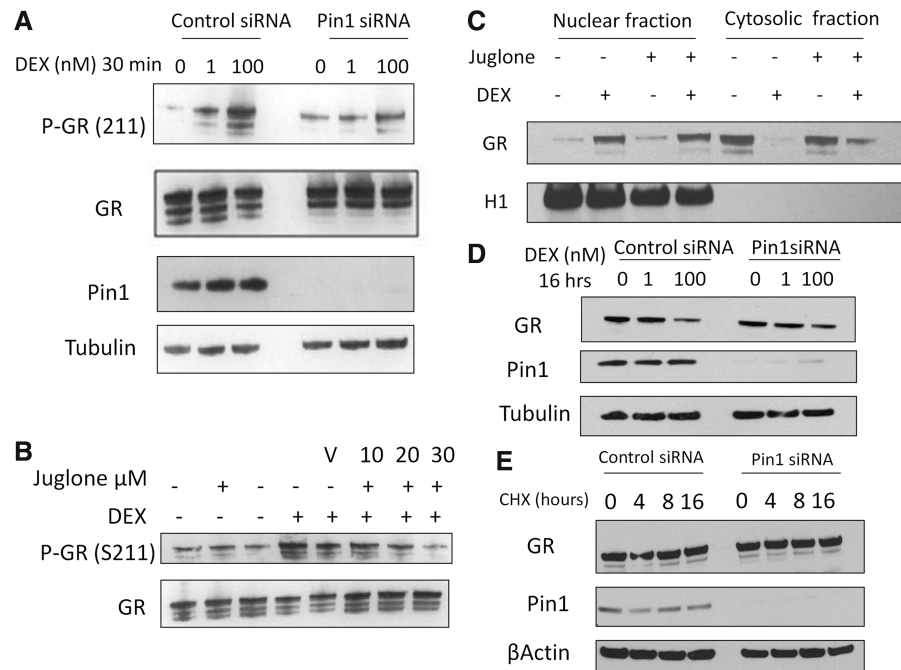 A
Control siRNA Pin1 siRNA
DEX (nM) 30 min 0 1 100 0 1 100
P-GR (211)
GR
Pin1
Tubulin
B
V 10 20 30
Juglone µM - + - - - + + +
DEX - - - + + + + +
P-GR (S211)
GR
C
Nuclear fraction Cytosolic fraction
Juglone - - + + - - + +
DEX - + - + - + - +
GR
H1
D
DEX (nM) Control siRNA Pin1siRNA
16 hrs 0 1 100 0 1 100
GR
Pin1
Tubulin
E
Control siRNA Pin1 siRNA
CHX (hours) 0 4 8 16 0 4 8 16
GR
Pin1
βActin